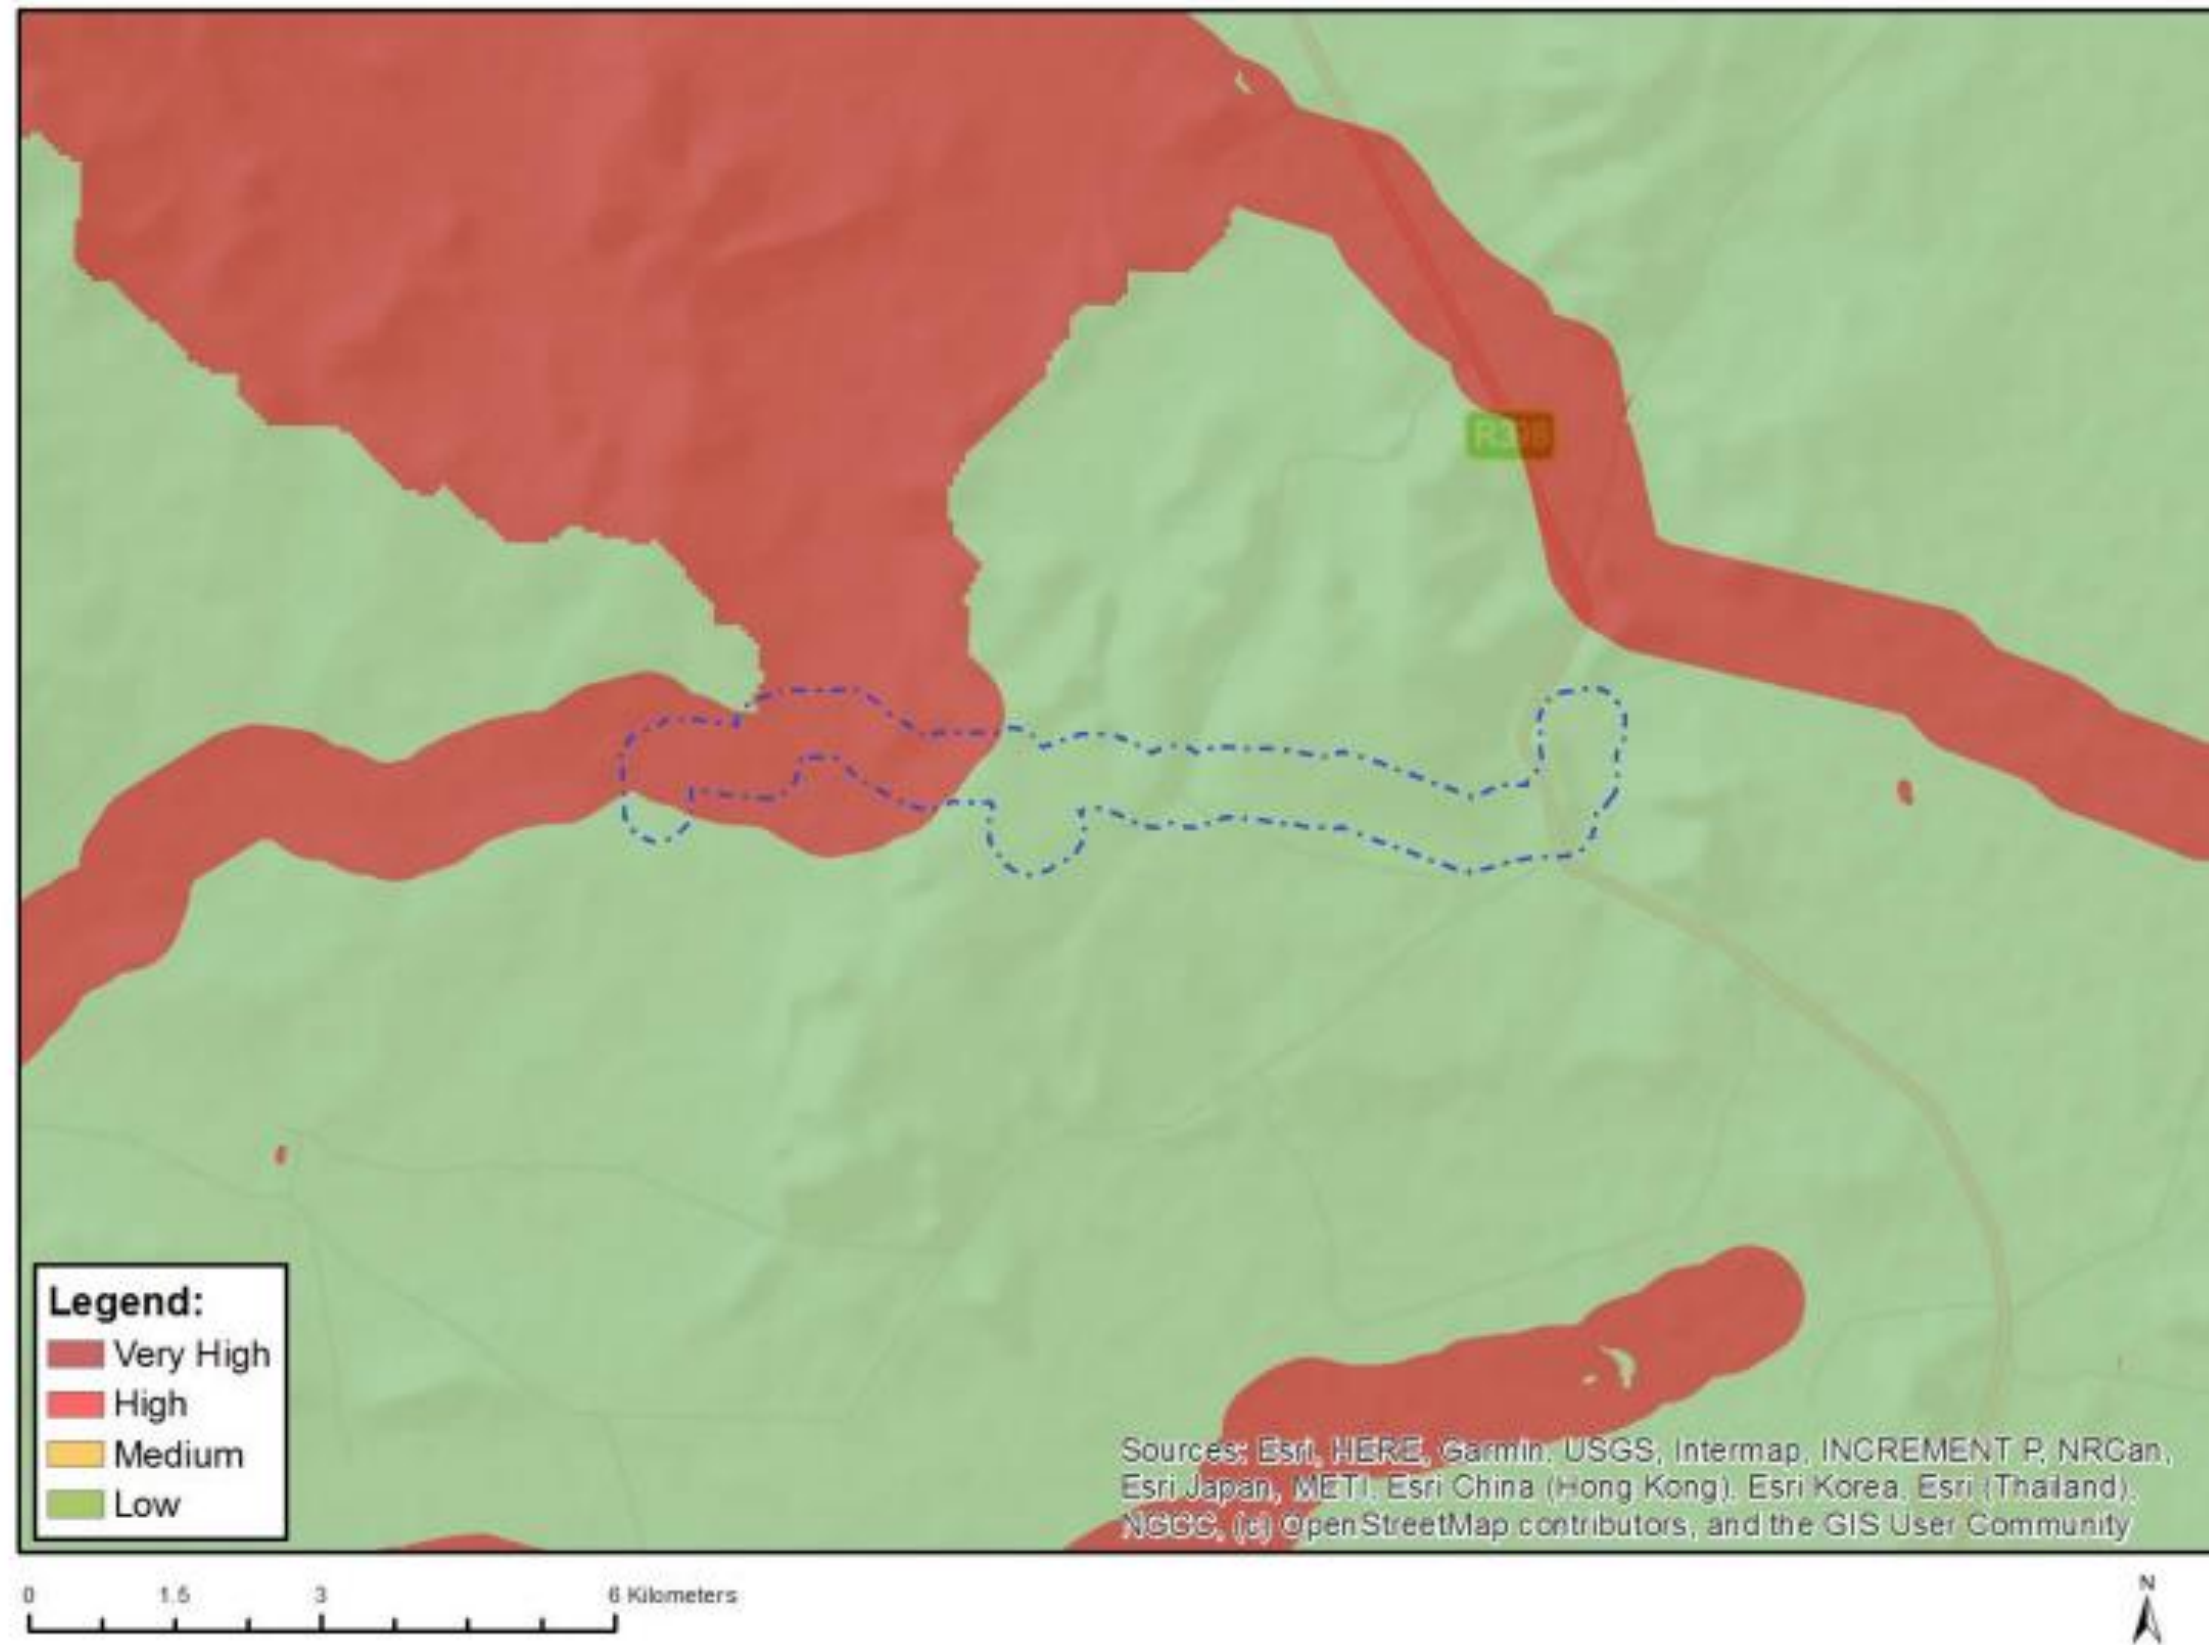 R398
Legend:
Very High
High
Medium
Low
Sources: Esri, HERE, Garmin, USGS, Intermap, INCREMENT P, NRCan,
Esri Japan, METI, Esri China (Hong Kong), Esri Korea, Esri (Thailand),
NGCC, (c) OpenStreetMap contributors, and the GIS User Community
0 1.5 3 6 Kilometers
N